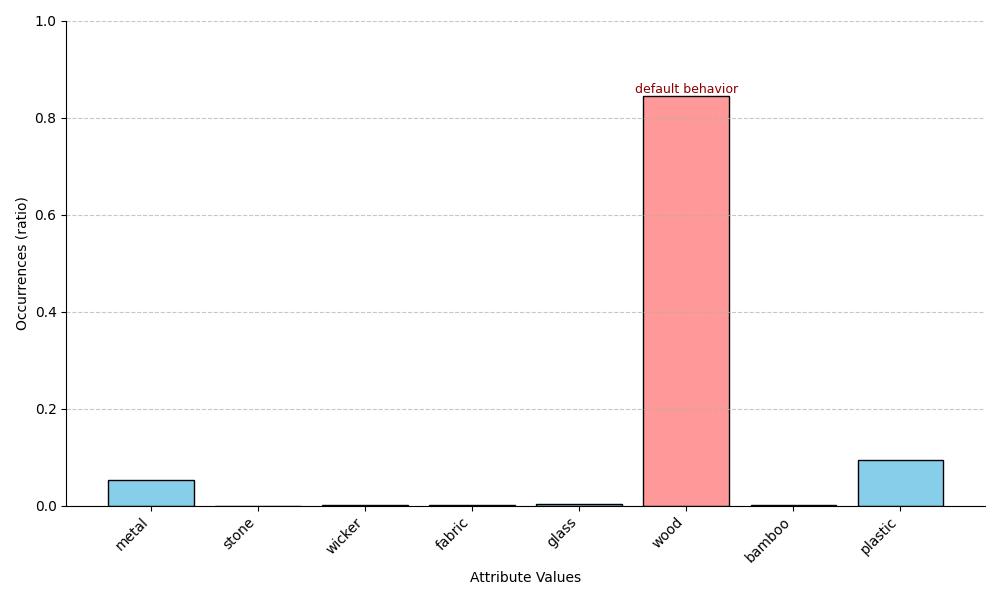 1.0
default behavior
0.8
0.6
0.4
0.2
0.0
Occurrences (ratio)
metal
stone
wicker
fabric
glass
wood
bamboo
plastic
Attribute Values